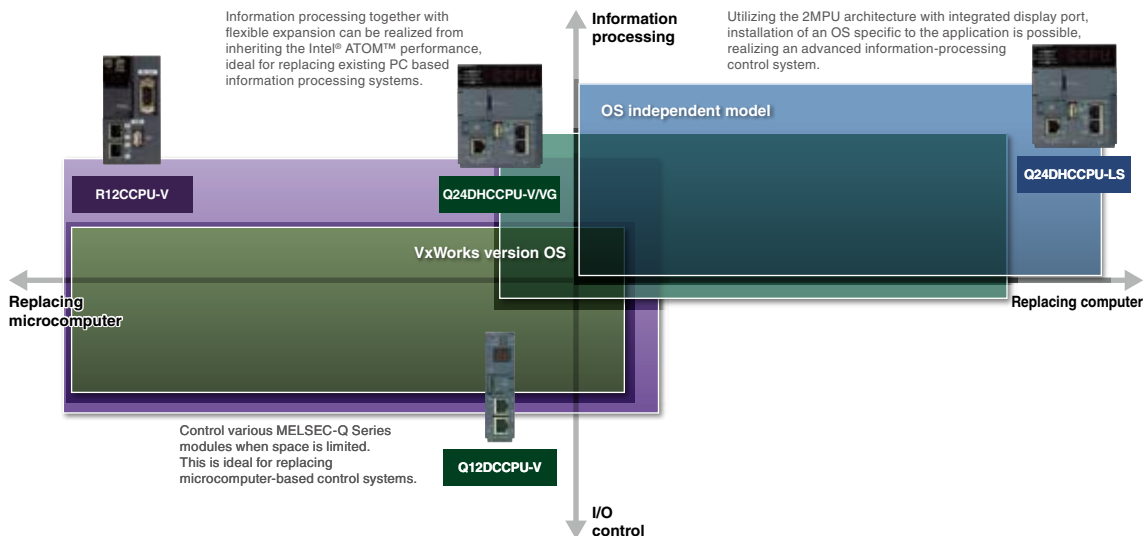 Information processing together with
flexible expansion can be realized from
inheriting the Intel® ATOM™ performance,
ideal for replacing existing PC based
information processing systems.
Information
processing
Utilizing the 2MPU architecture with integrated display port,
installation of an OS specific to the application is possible,
realizing an advanced information-processing
control system.
OS independent model
R12CCPU-V
Q24DHCCPU-V/VG
Q24DHCCPU-LS
VxWorks version OS
Replacing
microcomputer
Replacing computer
Control various MELSEC-Q Series
modules when space is limited.
This is ideal for replacing
microcomputer-based control systems.
Q12DCCPU-V
I/O
control